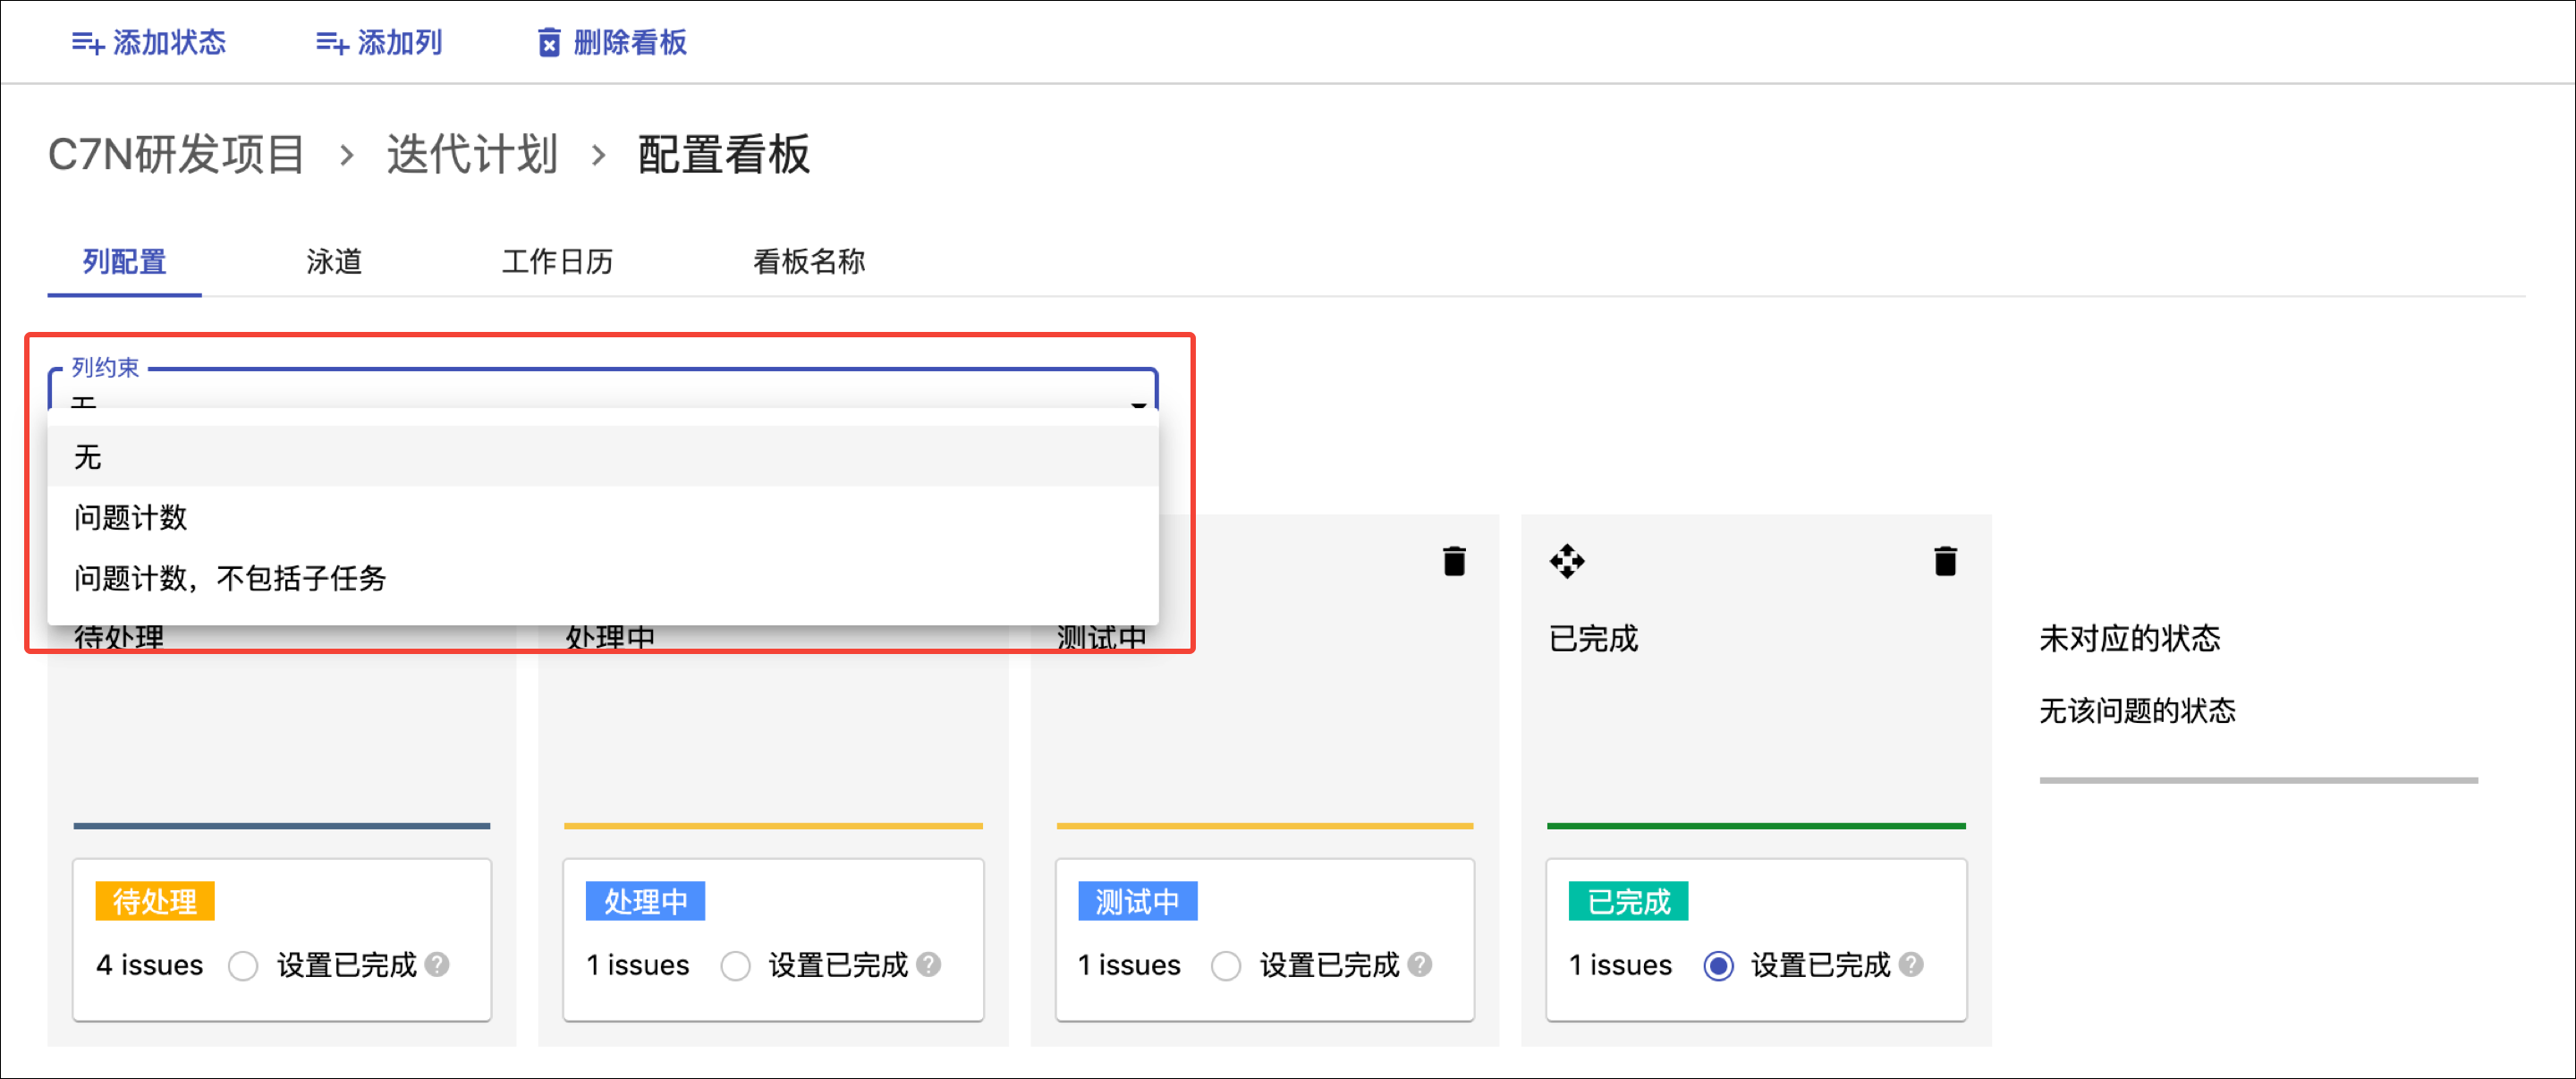 添加状态 添加列 删除看板
C7N研发项目 > 迭代计划 > 配置看板
列配置 泳道 工作日历 看板名称
列约束
无
无
问题计数
问题计数，不包括子任务
待处理 处理中 测试中 已完成 未对应的状态
无该问题的状态
待处理 处理中 测试中 已完成
4 issues 设置已完成 ? 1 issues 设置已完成 ? 1 issues 设置已完成 ? 1 issues 设置已完成 ?